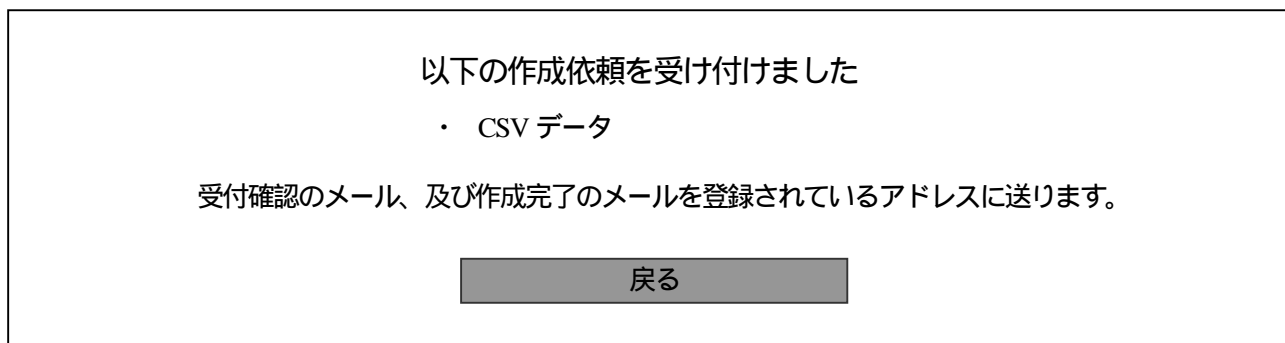 以下の作成依頼を受け付けました
・ CSV データ
受付確認のメール、及び作成完了のメールを登録されているアドレスに送ります。
戻る